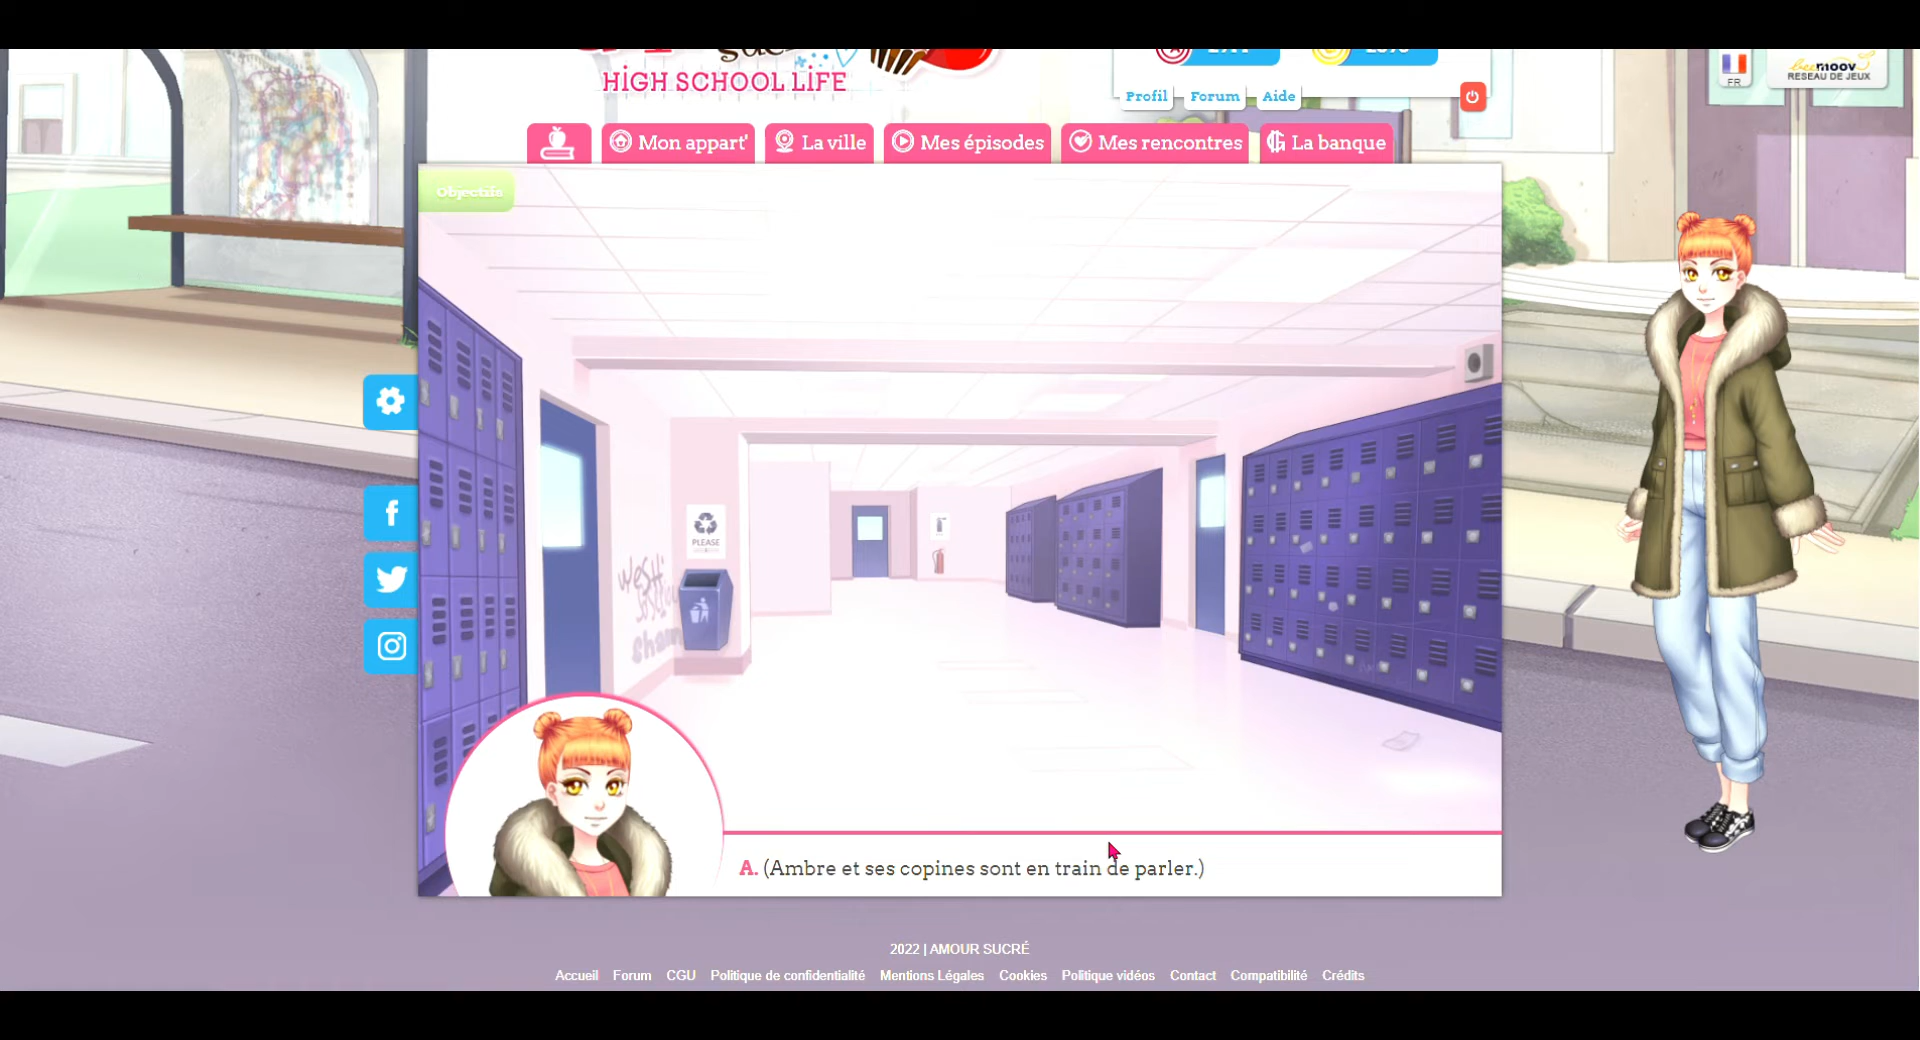 HIGH SCHOOL LIFE
Profil
Forum
Aide
FR
beemoov
RESEAU DE JEUX
Mon appart'
La ville
Mes épisodes
Mes rencontres
La banque
Objectifs
PLEASE
A. (Ambre et ses copines sont en train de parler.)
2022 | AMOUR SUCRÉ
Accueil Forum CGU Politique de confidentialité Mentions Légales Cookies Politique vidéos Contact Compatibilité Crédits